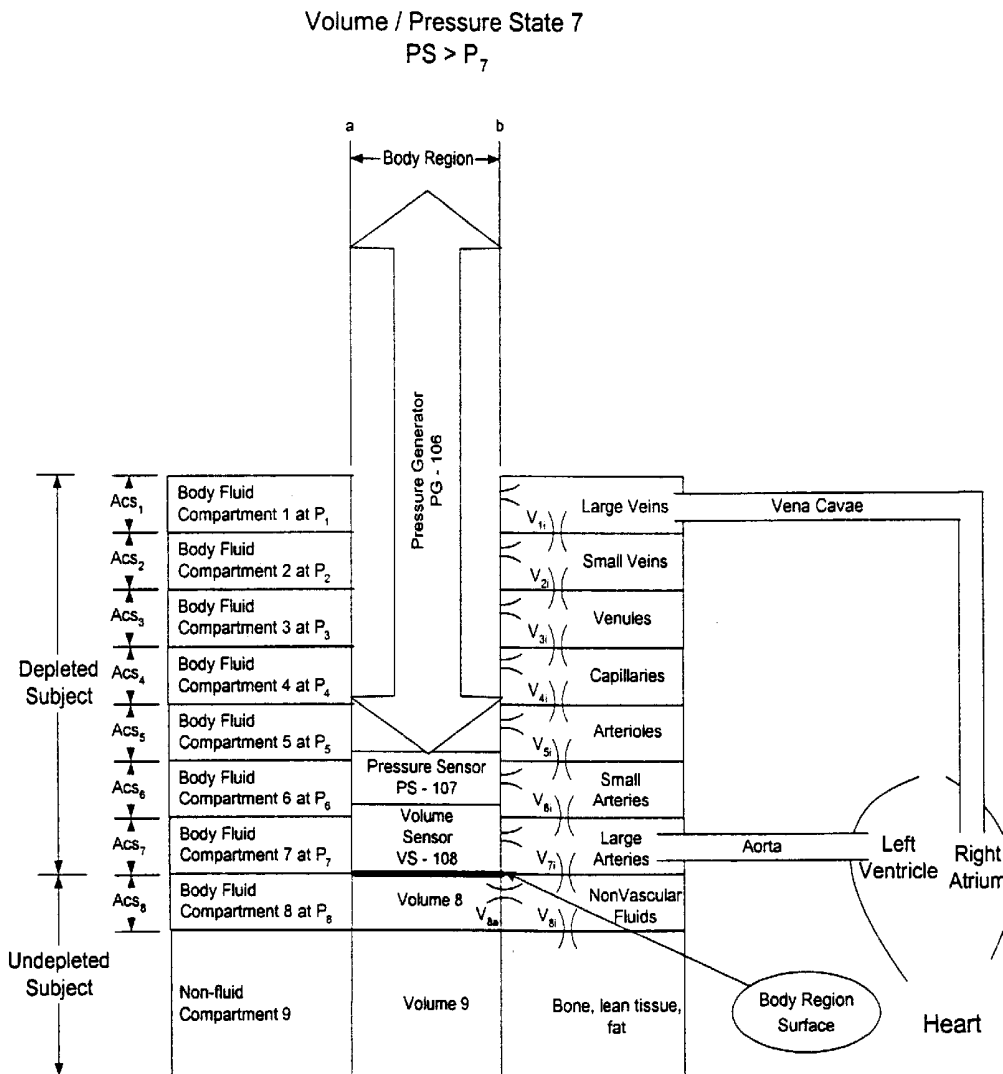 Volume / Pressure State 7
PS > P7
a
b
Body Region
Pressure Generator
PG - 106
Depleted
Subject
Undepleted
Subject
Acs1
Body Fluid
Compartment 1 at P1
V1i
Large Veins
Vena Cavae
Acs2
Body Fluid
Compartment 2 at P2
V2i
Small Veins
Acs3
Body Fluid
Compartment 3 at P3
V3i
Venules
Acs4
Body Fluid
Compartment 4 at P4
V4i
Capillaries
Acs5
Body Fluid
Compartment 5 at P5
V5i
Arterioles
Acs6
Body Fluid
Compartment 6 at P6
Pressure Sensor
PS - 107
V6i
Small
Arteries
Acs7
Body Fluid
Compartment 7 at P7
Volume
Sensor
VS - 108
V7i
Large
Arteries
Aorta
Left
Ventricle
Right
Atrium
Acs8
Body Fluid
Compartment 8 at P8
Volume 8
V8a
V8i
NonVascular
Fluids
Non-fluid
Compartment 9
Volume 9
Bone, lean tissue,
fat
Body Region
Surface
Heart